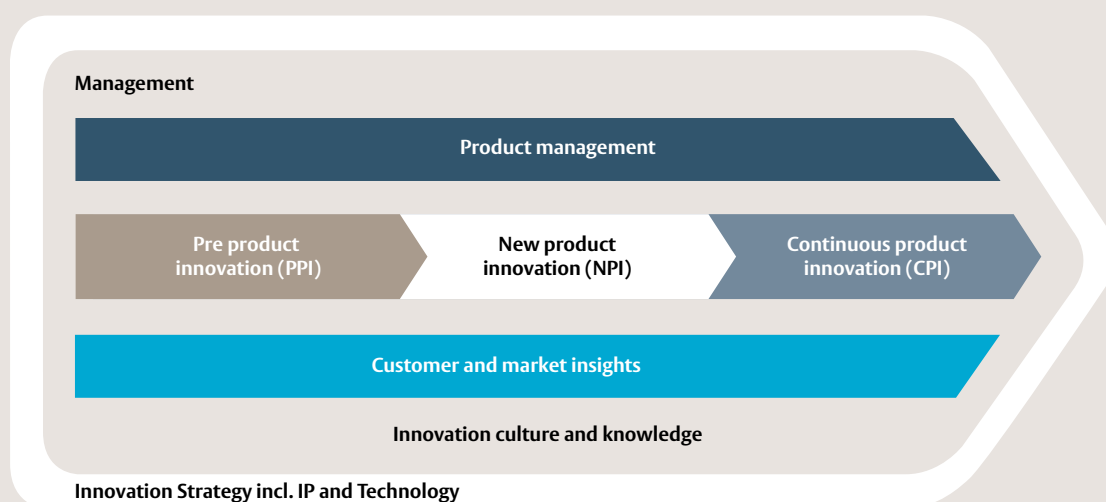 Management
Product management
Pre product
innovation (PPI)
New product
innovation (NPI)
Continuous product
innovation (CPI)
Customer and market insights
Innovation culture and knowledge
Innovation Strategy incl. IP and Technology